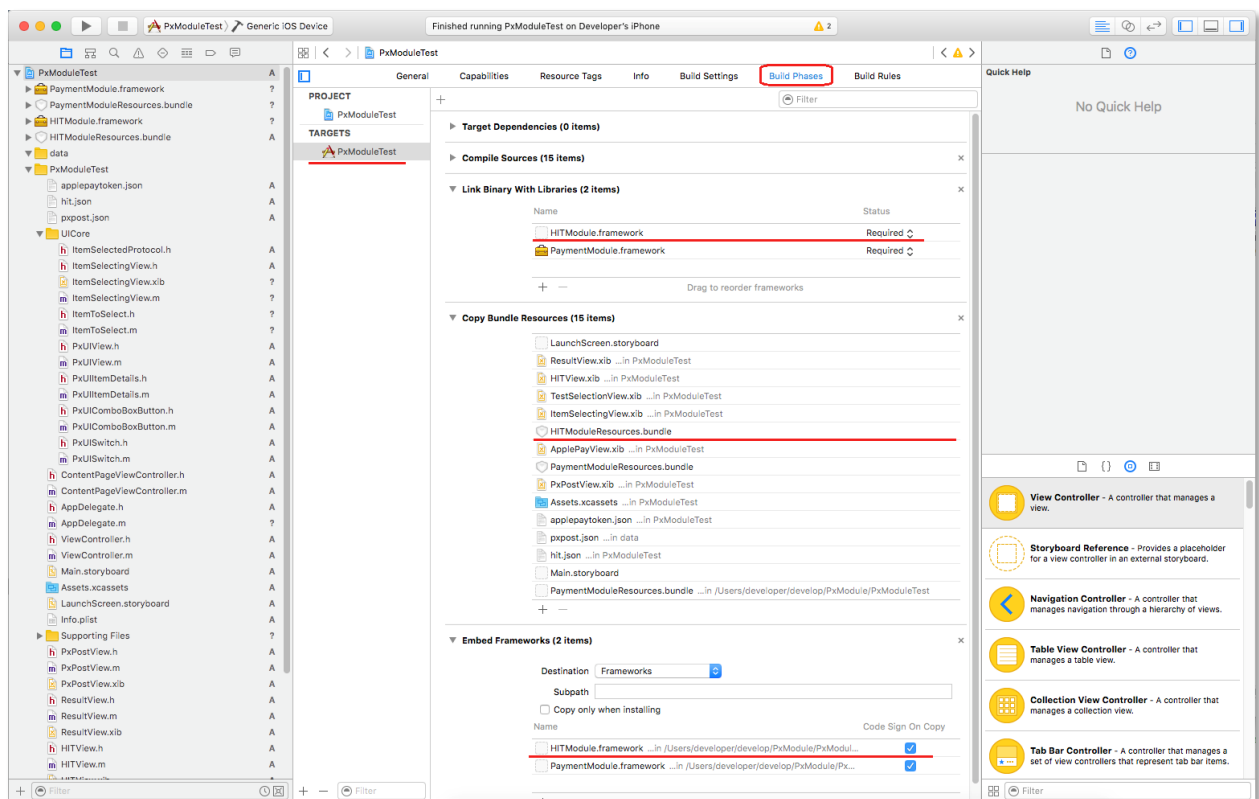 PxModuleTest
Generic iOS Device
Finished running PxModuleTest on Developer's iPhone
2
PxModuleTest A
PaymentModule.framework ?
PaymentModuleResources.bundle ?
HITModule.framework ?
HITModuleResources.bundle A
data
PxModuleTest
applepaytoken.json A
hit.json A
pxpost.json A
UICore
h ItemSelectedProtocol.h A
h ItemSelectingView.h A
ItemSelectingView.xib ?
m ItemSelectingView.m ?
h ItemToSelect.h ?
m ItemToSelect.m ?
h PxUIView.h A
m PxUIView.m A
h PxUIItemDetails.h A
m PxUIItemDetails.m A
h PxUIComboBoxButton.h A
m PxUIComboBoxButton.m A
h PxUISwitch.h A
m PxUISwitch.m A
h ContentPageViewController.h A
m ContentPageViewController.m A
h AppDelegate.h A
m AppDelegate.m ?
h ViewController.h A
m ViewController.m A
Main.storyboard A
Assets.xcassets A
LaunchScreen.storyboard A
Info.plist A
Supporting Files ?
h PxPostView.h A
m PxPostView.m A
PxPostView.xib A
h ResultView.h A
m ResultView.m A
ResultView.xib A
h HITView.h A
m HITView.m A
Filter
PxModuleTest
General Capabilities Resource Tags Info Build Settings Build Phases Build Rules
PROJECT
PxModuleTest
TARGETS
PxModuleTest
Filter
Filter
Target Dependencies (0 items)
Compile Sources (15 items)
Link Binary With Libraries (2 items)
Name Status
HITModule.framework Required
PaymentModule.framework Required
Drag to reorder frameworks
Copy Bundle Resources (15 items)
LaunchScreen.storyboard
ResultView.xib ...in PxModuleTest
HITView.xib ...in PxModuleTest
TestSelectionView.xib ...in PxModuleTest
ItemSelectingView.xib ...in PxModuleTest
HITModuleResources.bundle
ApplePayView.xib ...in PxModuleTest
PaymentModuleResources.bundle
PxPostView.xib ...in PxModuleTest
Assets.xcassets ...in PxModuleTest
applepaytoken.json ...in PxModuleTest
pxpost.json ...in data
hit.json ...in PxModuleTest
Main.storyboard
PaymentModuleResources.bundle ...in /Users/developer/develop/PxModule/PxModuleTest
Embed Frameworks (2 items)
Destination Frameworks
Subpath
Copy only when installing
Name Code Sign On Copy
HITModule.framework ...in /Users/developer/develop/PxModule/PxModul...
PaymentModule.framework ...in /Users/developer/develop/PxModule/Px...
Quick Help
No Quick Help
View Controller - A controller that manages a
view.
Storyboard Reference - Provides a placeholder
for a view controller in an external storyboard.
Navigation Controller - A controller that
manages navigation through a hierarchy of views.
Table View Controller - A controller that
manages a table view.
Collection View Controller - A controller that
manages a collection view.
Tab Bar Controller - A controller that manages a
set of view controllers that represent tab bar items.
Filter